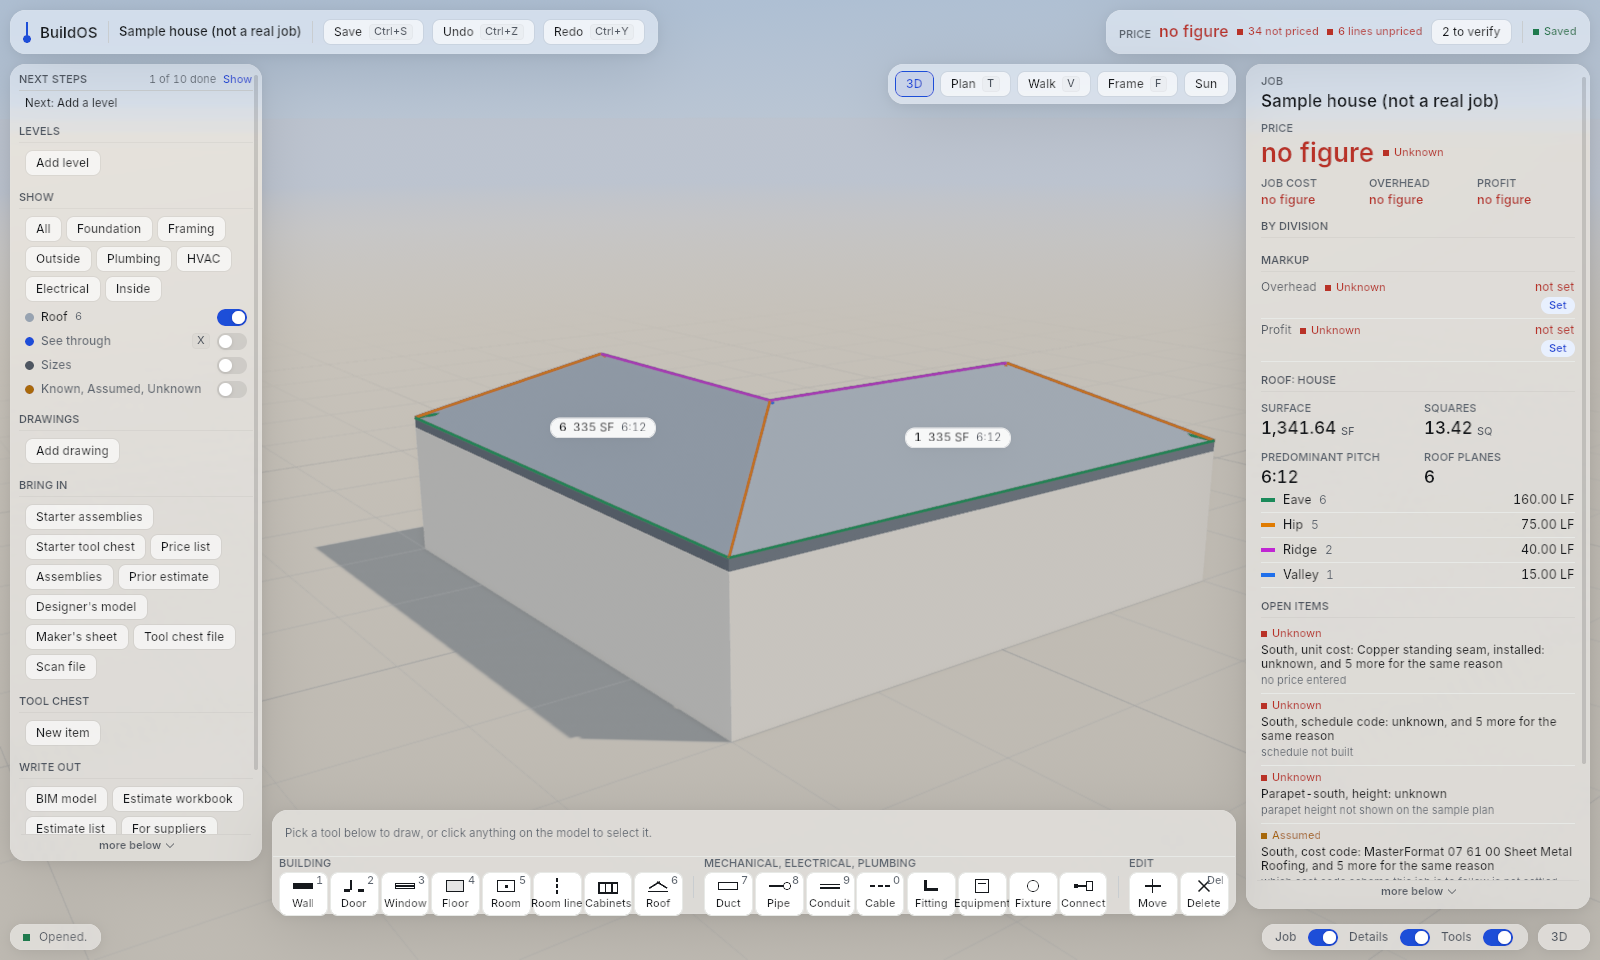 BuildOS
Sample house (not a real job)
Save Ctrl+S
Undo Ctrl+Z
Redo Ctrl+Y
PRICE no figure 34 not priced 6 lines unpriced 2 to verify Saved
NEXT STEPS 1 of 10 done Show
Next: Add a level
LEVELS
Add level
SHOW
All Foundation Framing
Outside Plumbing HVAC
Electrical Inside
Roof 6
See through X
Sizes
Known, Assumed, Unknown
DRAWINGS
Add drawing
BRING IN
Starter assemblies
Starter tool chest Price list
Assemblies Prior estimate
Designer's model
Maker's sheet Tool chest file
Scan file
TOOL CHEST
New item
WRITE OUT
BIM model Estimate workbook
Estimate list For suppliers
more below
3D Plan T Walk V Frame F Sun
6 335 SF 6:12
1 335 SF 6:12
Pick a tool below to draw, or click anything on the model to select it.
BUILDING
1 Wall
2 Door
3 Window
4 Floor
5 Room
Room line
Cabinets
6 Roof
MECHANICAL, ELECTRICAL, PLUMBING
7 Duct
8 Pipe
9 Conduit
0 Cable
Fitting
Equipment
Fixture
Connect
EDIT
Move
Del Delete
JOB
Sample house (not a real job)
PRICE
no figure Unknown
JOB COST OVERHEAD PROFIT
no figure no figure no figure
BY DIVISION
MARKUP
Overhead Unknown not set
Set
Profit Unknown not set
Set
ROOF: HOUSE
SURFACE SQUARES
1,341.64 SF 13.42 SQ
PREDOMINANT PITCH ROOF PLANES
6:12 6
Eave 6 160.00 LF
Hip 5 75.00 LF
Ridge 2 40.00 LF
Valley 1 15.00 LF
OPEN ITEMS
Unknown
South, unit cost: Copper standing seam, installed:
unknown, and 5 more for the same reason
no price entered
Unknown
South, schedule code: unknown, and 5 more for the
same reason
schedule not built
Unknown
Parapet-south, height: unknown
parapet height not shown on the sample plan
Assumed
South, cost code: MasterFormat 07 61 00 Sheet Metal
Roofing, and 5 more for the same reason
more below
Opened.
Job Details Tools 3D